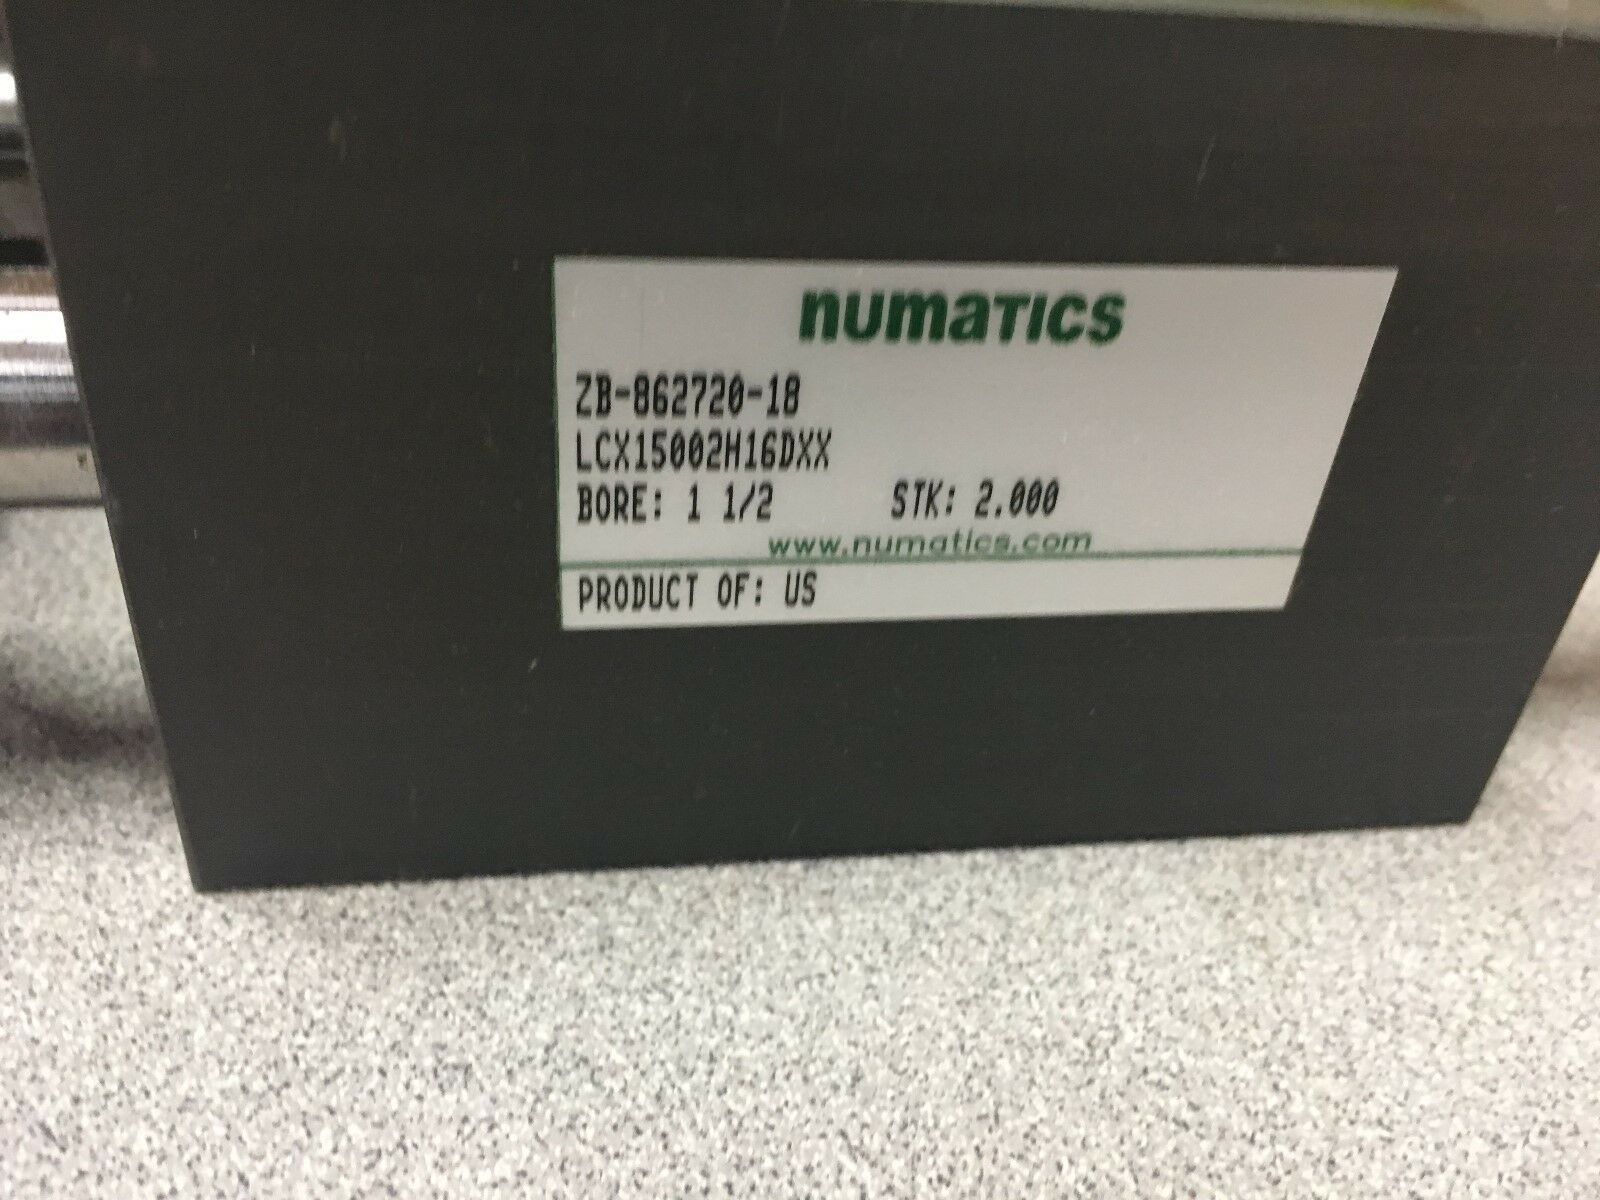 numatics
ZB-862720-18
LCX15002H16DXX
BORE: 1 1/2 STK: 2.000
www.numatics.com
PRODUCT OF: US